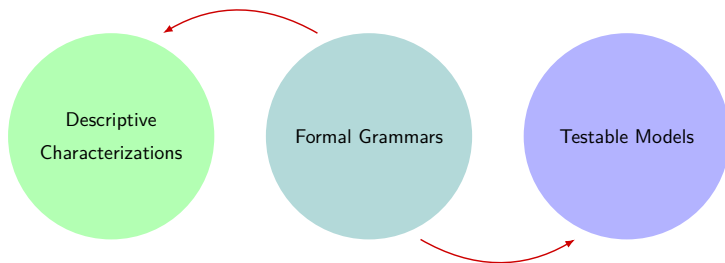 Descriptive
Characterizations
Formal Grammars
Testable Models